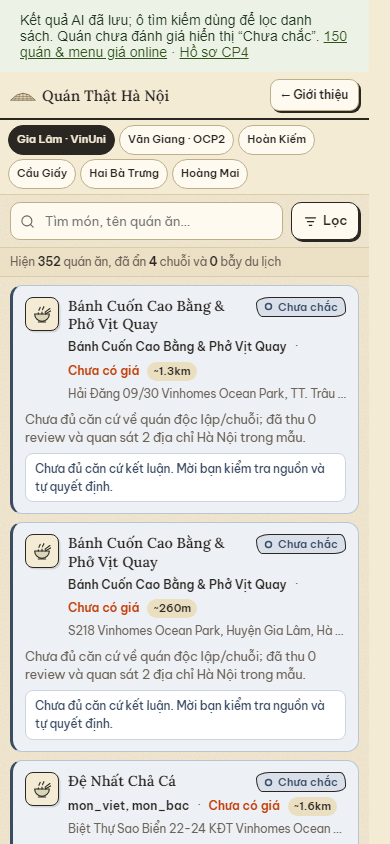 Kết quả AI đã lưu; ô tìm kiếm dùng để lọc danh
sách. Quán chưa đánh giá hiển thị “Chưa chắc”. 150
quán & menu giá online · Hồ sơ CP4
Quán Thật Hà Nội
← Giới thiệu
Gia Lâm · VinUni
Văn Giang · OCP2
Hoàn Kiếm
Cầu Giấy
Hai Bà Trưng
Hoàng Mai
Tìm món, tên quán ăn...
Lọc
Hiện 352 quán ăn, đã ẩn 4 chuỗi và 0 bẫy du lịch
Bánh Cuốn Cao Bằng &
Phở Vịt Quay
Chưa chắc
Bánh Cuốn Cao Bằng & Phở Vịt Quay ·
Chưa có giá ~1.3km
Hải Đăng 09/30 Vinhomes Ocean Park, TT. Trâu ...
Chưa đủ căn cứ về quán độc lập/chuỗi; đã thu 0
review và quan sát 2 địa chỉ Hà Nội trong mẫu.
Chưa đủ căn cứ kết luận. Mời bạn kiểm tra nguồn và
tự quyết định.
Bánh Cuốn Cao Bằng &
Phở Vịt Quay
Chưa chắc
Bánh Cuốn Cao Bằng & Phở Vịt Quay ·
Chưa có giá ~260m
S218 Vinhomes Ocean Park, Huyện Gia Lâm, Hà ...
Chưa đủ căn cứ về quán độc lập/chuỗi; đã thu 0
review và quan sát 2 địa chỉ Hà Nội trong mẫu.
Chưa đủ căn cứ kết luận. Mời bạn kiểm tra nguồn và
tự quyết định.
Đệ Nhất Chả Cá
Chưa chắc
mon_viet, mon_bac · Chưa có giá ~1.6km
Biệt Thự Sao Biển 22-24 KĐT Vinhomes Ocean ...